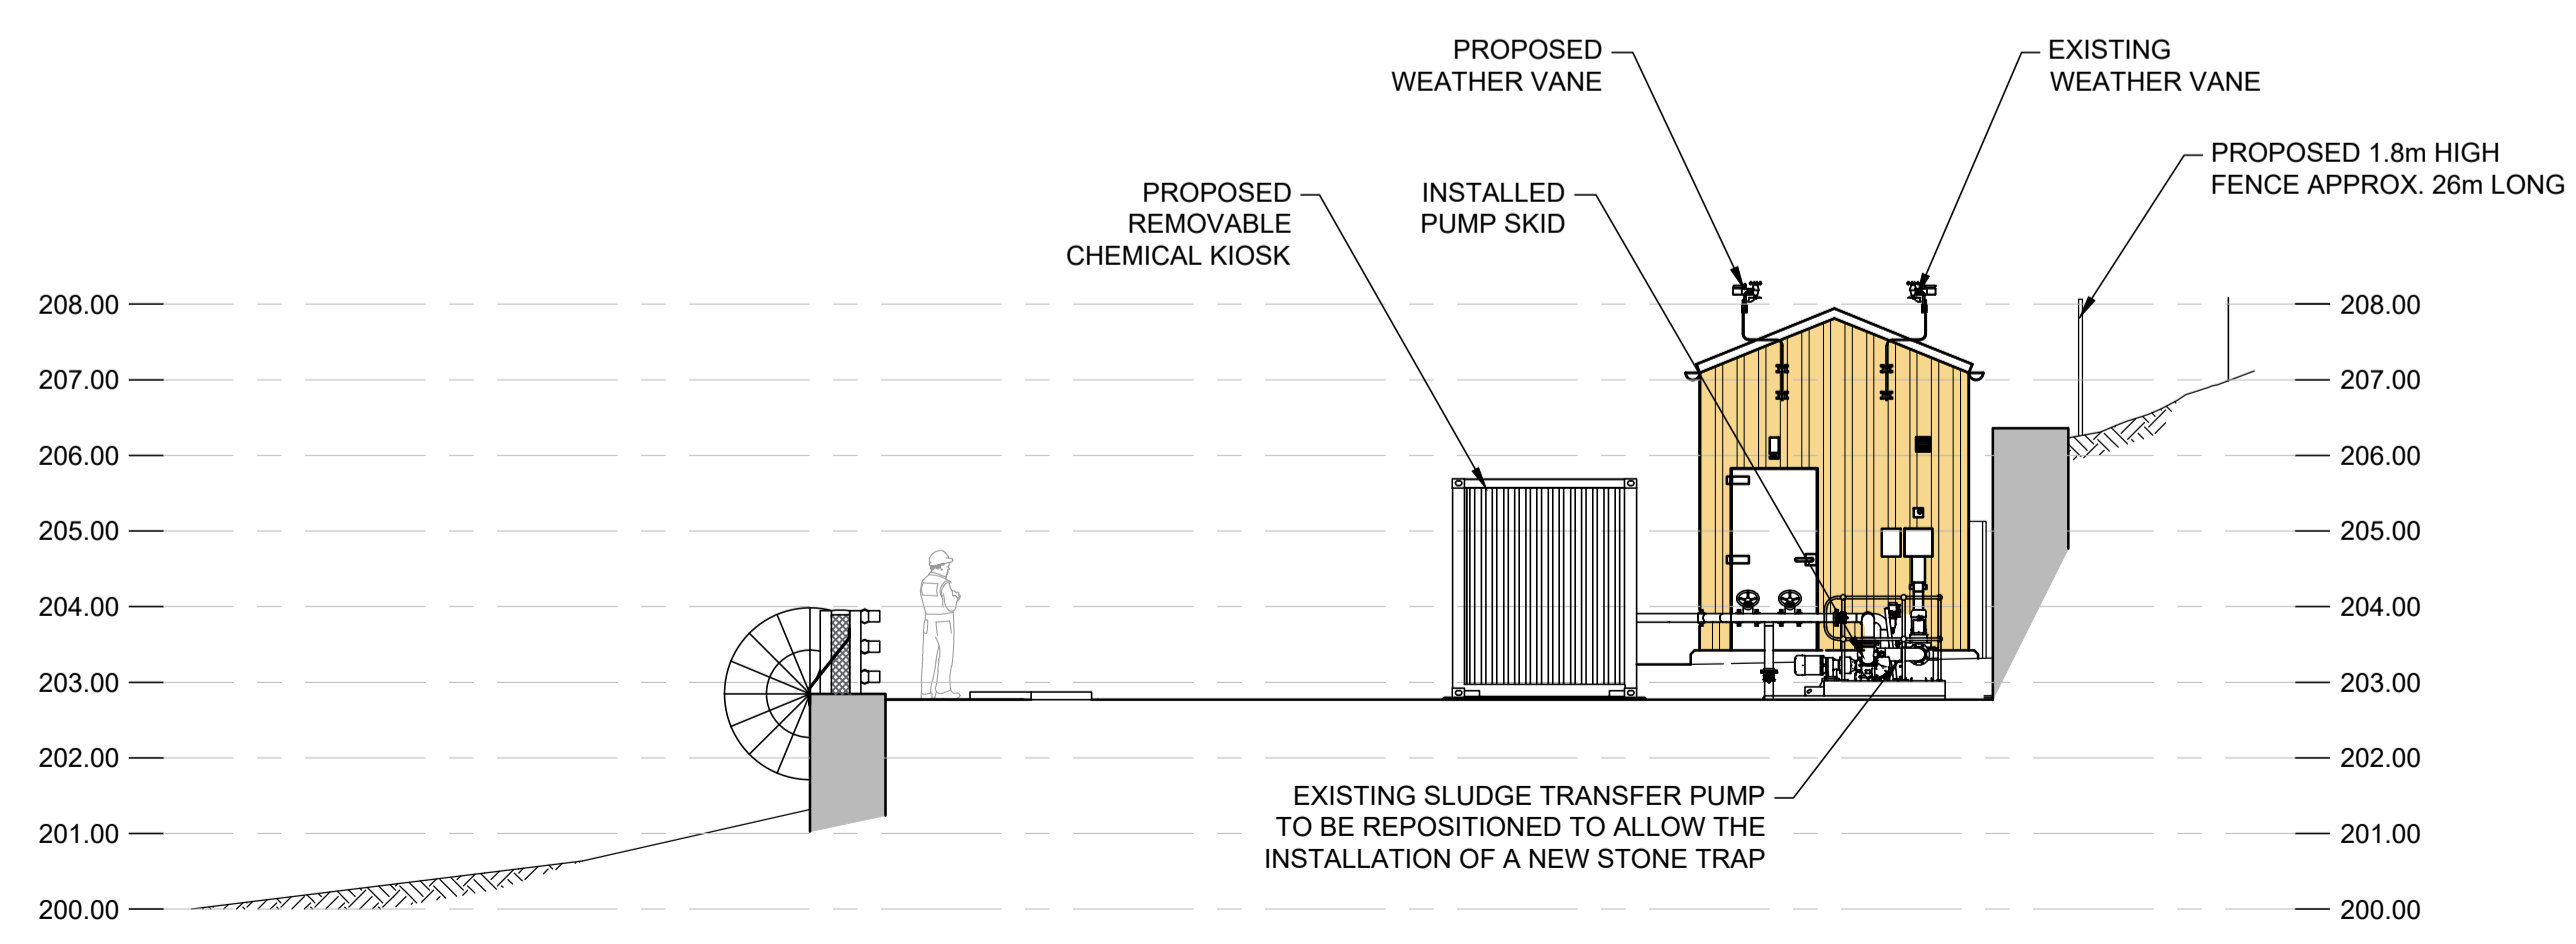 PROPOSED
WEATHER VANE
EXISTING
WEATHER VANE
PROPOSED 1.8m HIGH
FENCE APPROX. 26m LONG
PROPOSED
REMOVABLE
CHEMICAL KIOSK
INSTALLED
PUMP SKID
208.00 208.00
207.00 207.00
206.00 206.00
205.00 205.00
204.00 204.00
203.00 203.00
202.00 202.00
EXISTING SLUDGE TRANSFER PUMP
TO BE REPOSITIONED TO ALLOW THE
INSTALLATION OF A NEW STONE TRAP
201.00 201.00
200.00 200.00